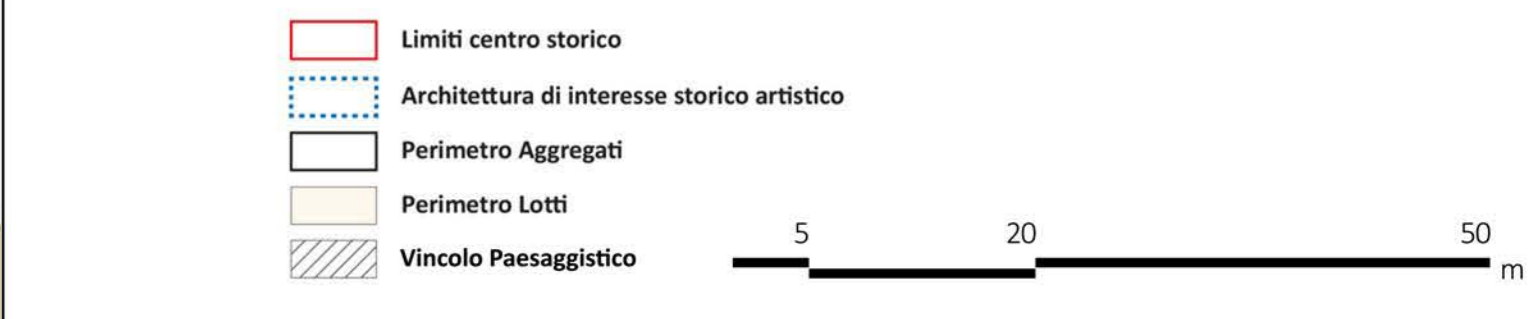 Limiti centro storico
Architettura di interesse storico artistico
Perimetro Aggregati
Perimetro Lotti
Vincolo Paesaggistico
5 20 50
m